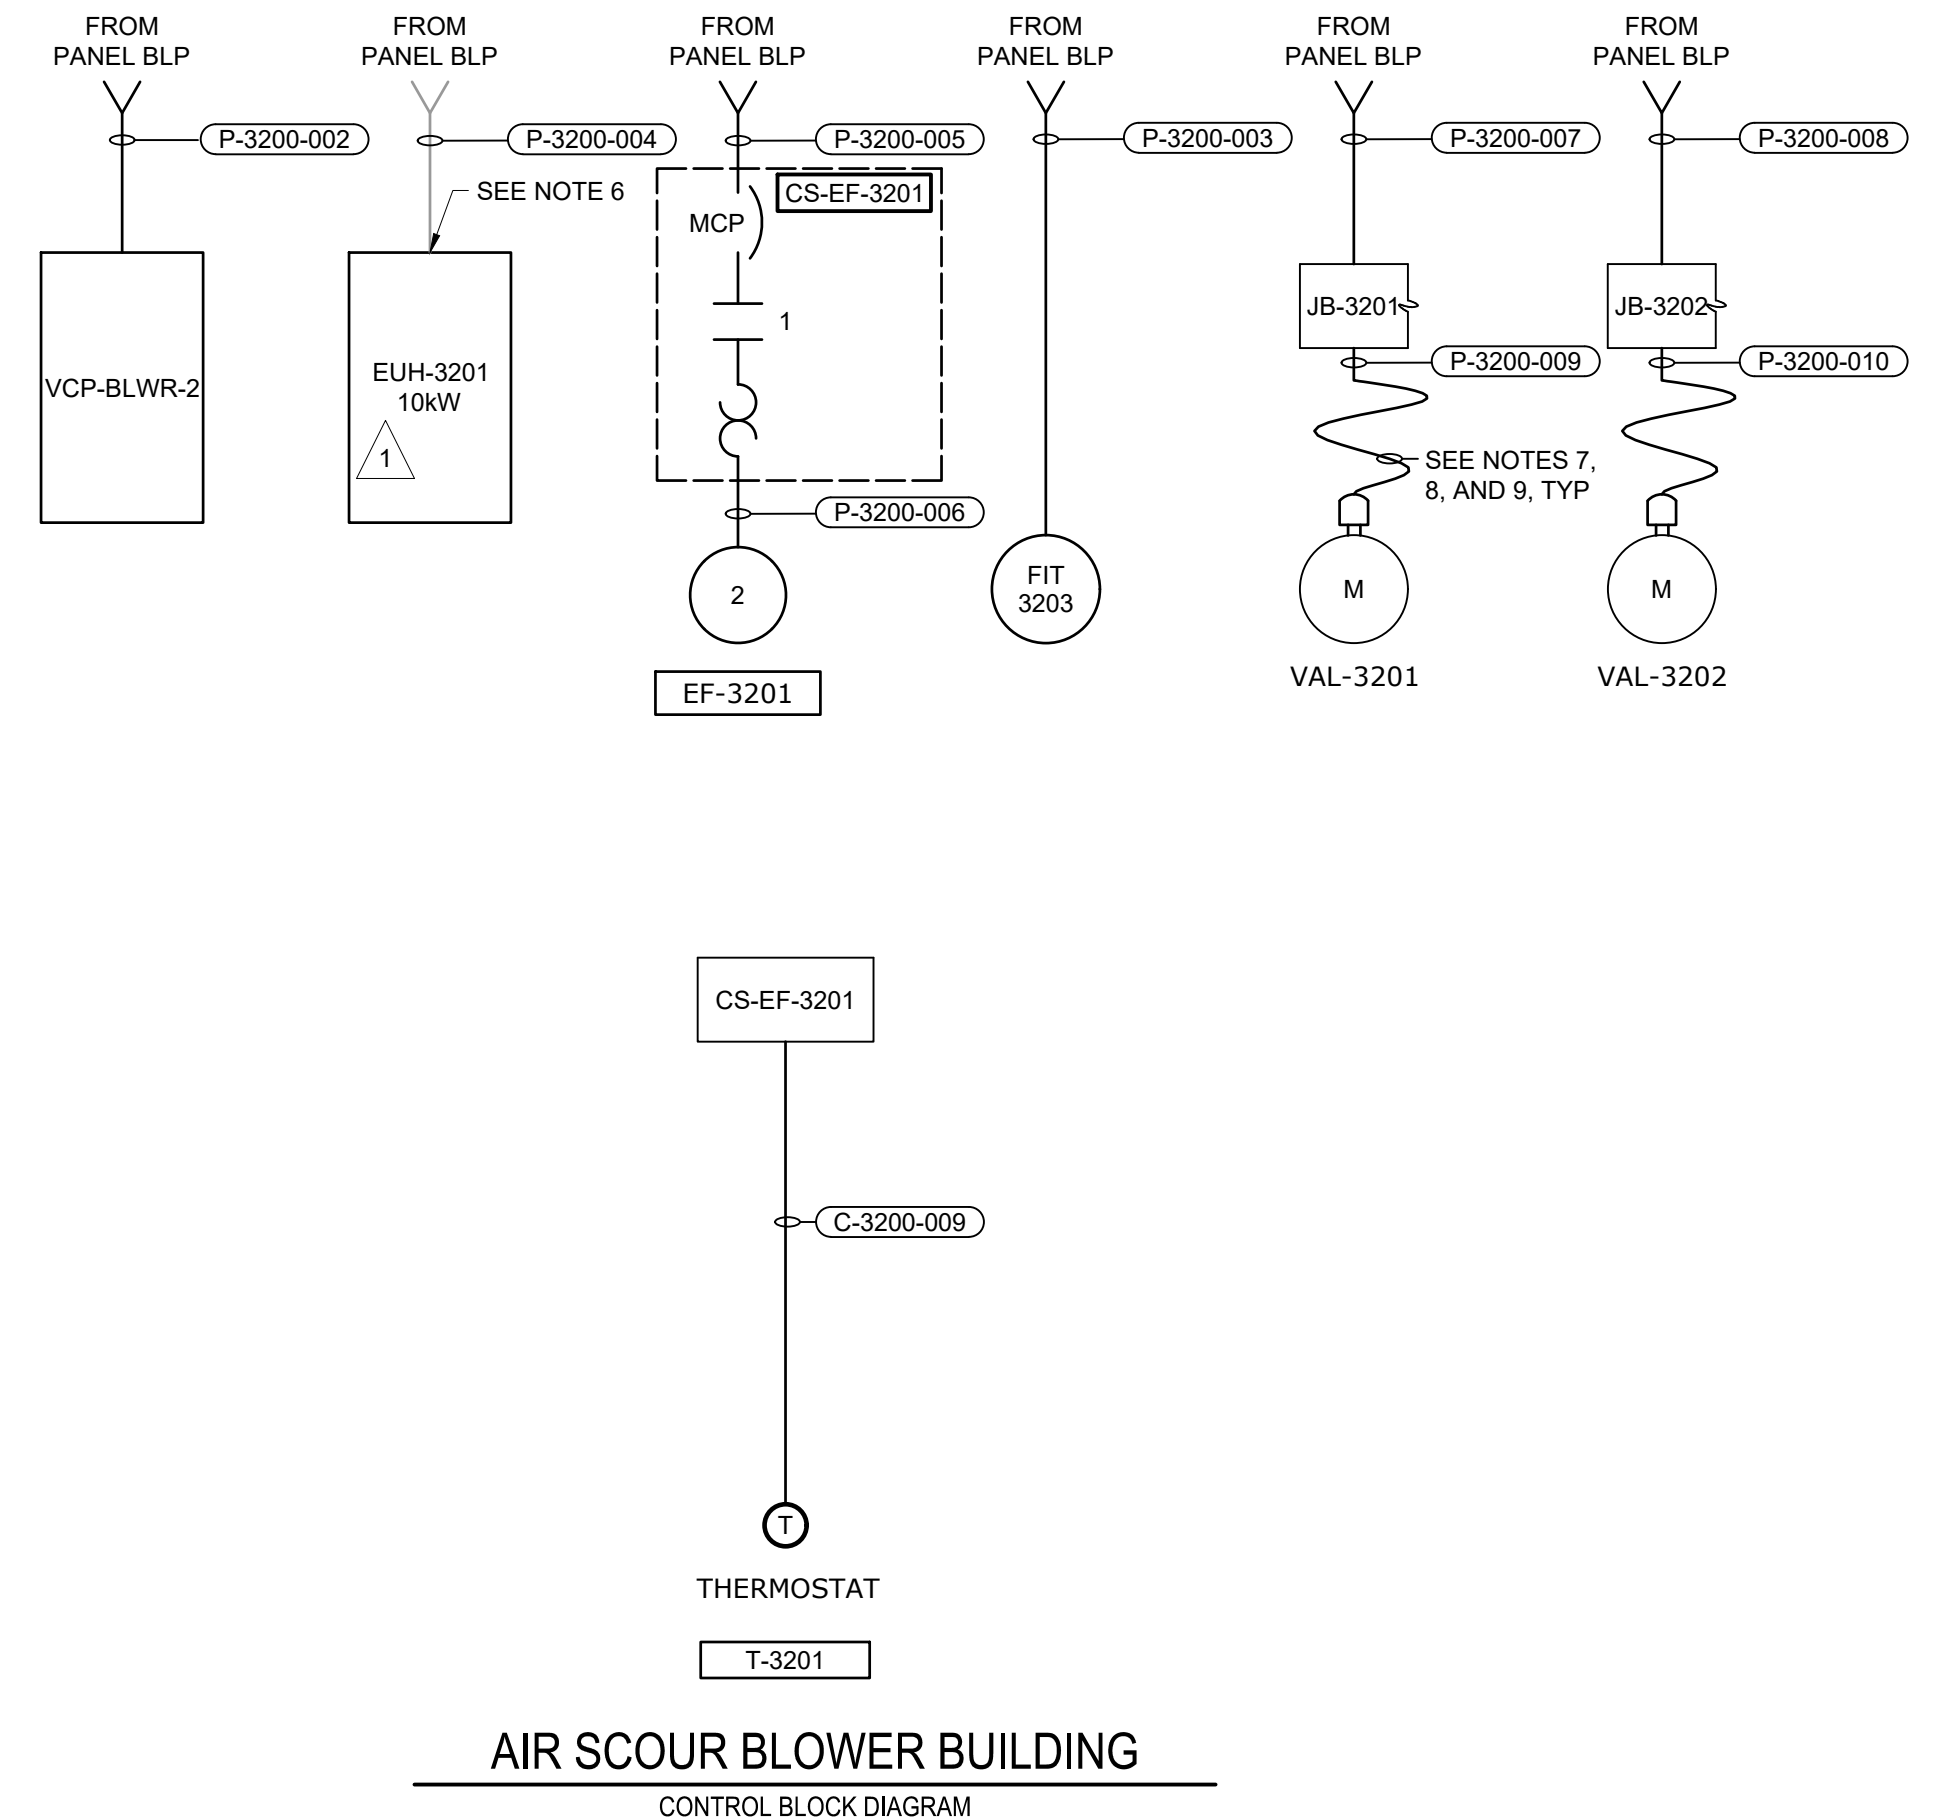 FROM
PANEL BLP
FROM
PANEL BLP
FROM
PANEL BLP
FROM
PANEL BLP
FROM
PANEL BLP
FROM
PANEL BLP
P-3200-002
P-3200-004
P-3200-005
P-3200-003
P-3200-007
P-3200-008
SEE NOTE 6
CS-EF-3201
MCP
1
JB-3201
JB-3202
P-3200-009
P-3200-010
VCP-BLWR-2
EUH-3201
10kW
1
SEE NOTES 7,
8, AND 9, TYP
P-3200-006
2
FIT
3203
M
M
EF-3201
VAL-3201
VAL-3202
CS-EF-3201
C-3200-009
T
THERMOSTAT
T-3201
AIR SCOUR BLOWER BUILDING
CONTROL BLOCK DIAGRAM